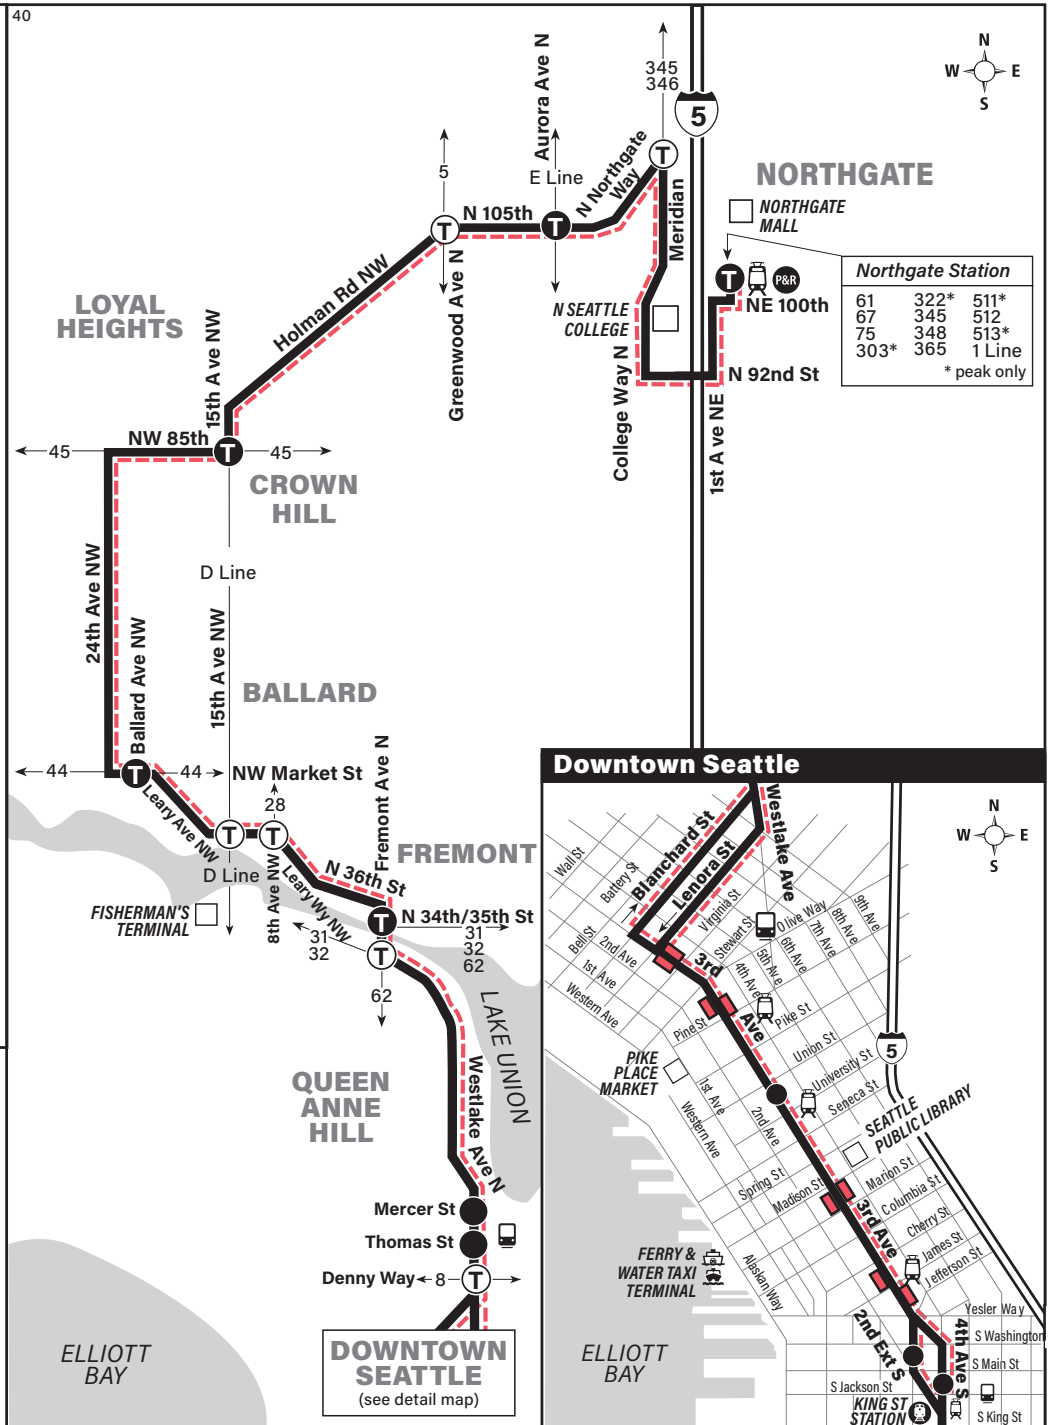 40
345
346
5
N
W
E
S
Aurora Ave N
5
E Line
N Northgate
Way
NORTHGATE
N 105th
Meridian
NORTHGATE
MALL
Greenwood Ave N
Holman Rd NW
LOYAL
HEIGHTS
15th A ve NW
N SEATTLE
COLLEGE
P&R
NE 100th
Northgate Station
61
322*
511*
67
345
512
75
348
513*
303*
365
1 Line
* peak only
N 92nd St
College Way N
1st A ve NE
NW 85th
45
45
CROWN
HILL
D Line
24th Ave NW
Ballard Ave NW
15th A ve NW
BALLARD
44
44
NW Market St
28
Leary Ave NW
D Line
8th Ave NW
Leary Wy NW
N 36th St
Fremont Ave N
FREMONT
N 34th/35th St
FISHERMAN'S
TERMINAL
31
32
31
32
62
62
LAKE UNION
QUEEN
ANNE
HILL
Westlake Ave N
Mercer St
Thomas St
Denny Way
8
DOWNTOWN
SEATTLE
(see detail map)
ELLIOTT
BAY
T
T
T
T
T
T
T
T
T
T
T
Downtown Seattle
N
W
E
S
Westlake Ave
Blanchard St
Lenora St
Wall St
Battery St
Virginia St
Bell St
2nd Ave
1st Ave
Western Ave
Stewart St
Olive Way
9th Ave
8th Ave
7th Ave
6th Ave
5th Ave
4th Ave
3rd
Ave
Pine St
Pike St
Union St
University St
Seneca St
5
PIKE
PLACE
MARKET
1st Ave
Western Ave
2nd Ave
SEATTLE
PUBLIC LIBRARY
Spring St
Madison St
Marion St
Columbia St
Cherry St
James St
Jefferson St
3rd Ave
Alaskan Way
FERRY &
WATER TAXI
TERMINAL
Yesler Way
2nd Ext S
4th Ave S
S Washington
S Main St
S Jackson St
S King St
KING ST
STATION
ELLIOTT
BAY